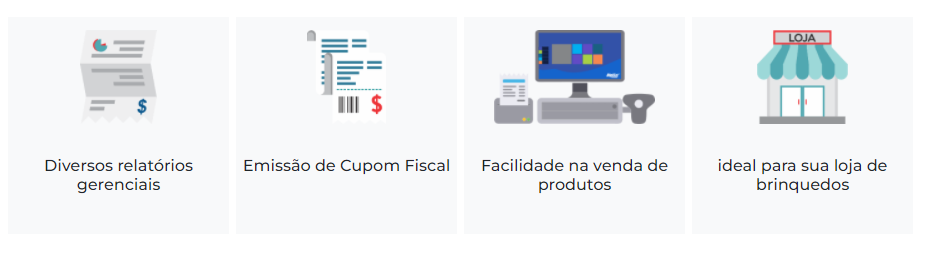 LOJA
$
$
Diversos relatórios
gerenciais
Emissão de Cupom Fiscal
Facilidade na venda de
produtos
ideal para sua loja de
brinquedos